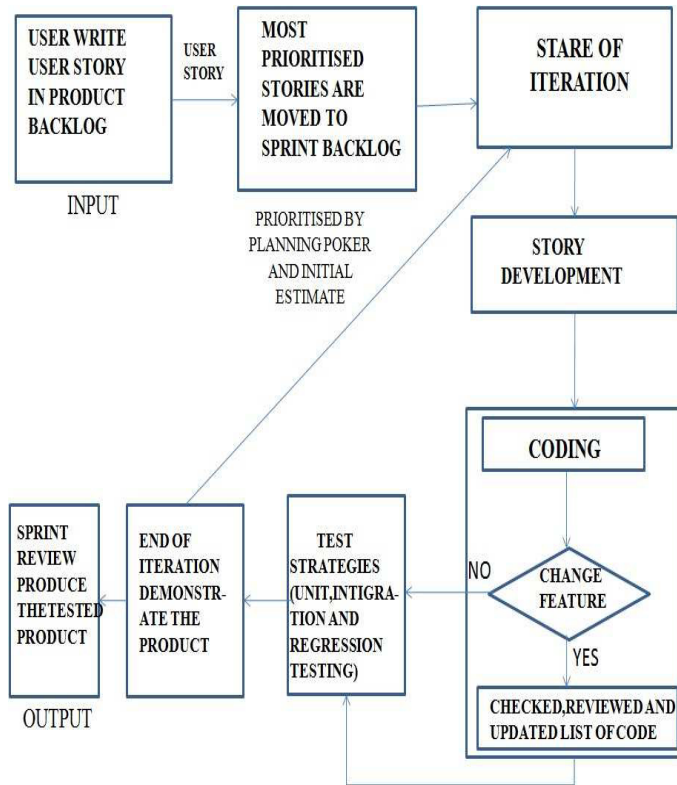 USER WRITE
USER STORY
IN PRODUCT
BACKLOG
INPUT
USER
STORY
MOST
PRIORITISED
STORIES ARE
MOVED TO
SPRINT BACKLOG
PRIORITISED BY
PLANNING POKER
AND INITIAL
ESTIMATE
STARE OF
ITERATION
STORY
DEVELOPMENT
CODING
CHANGE
FEATURE
NO
YES
CHECKED,REVIEWED AND
UPDATED LIST OF CODE
TEST
STRATEGIES
(UNIT,INTIGRA-
TION AND
REGRESSION
TESTING)
END OF
ITERATION
DEMONSTR-
ATE THE
PRODUCT
SPRINT
REVIEW
PRODUCE
THETESTED
PRODUCT
OUTPUT